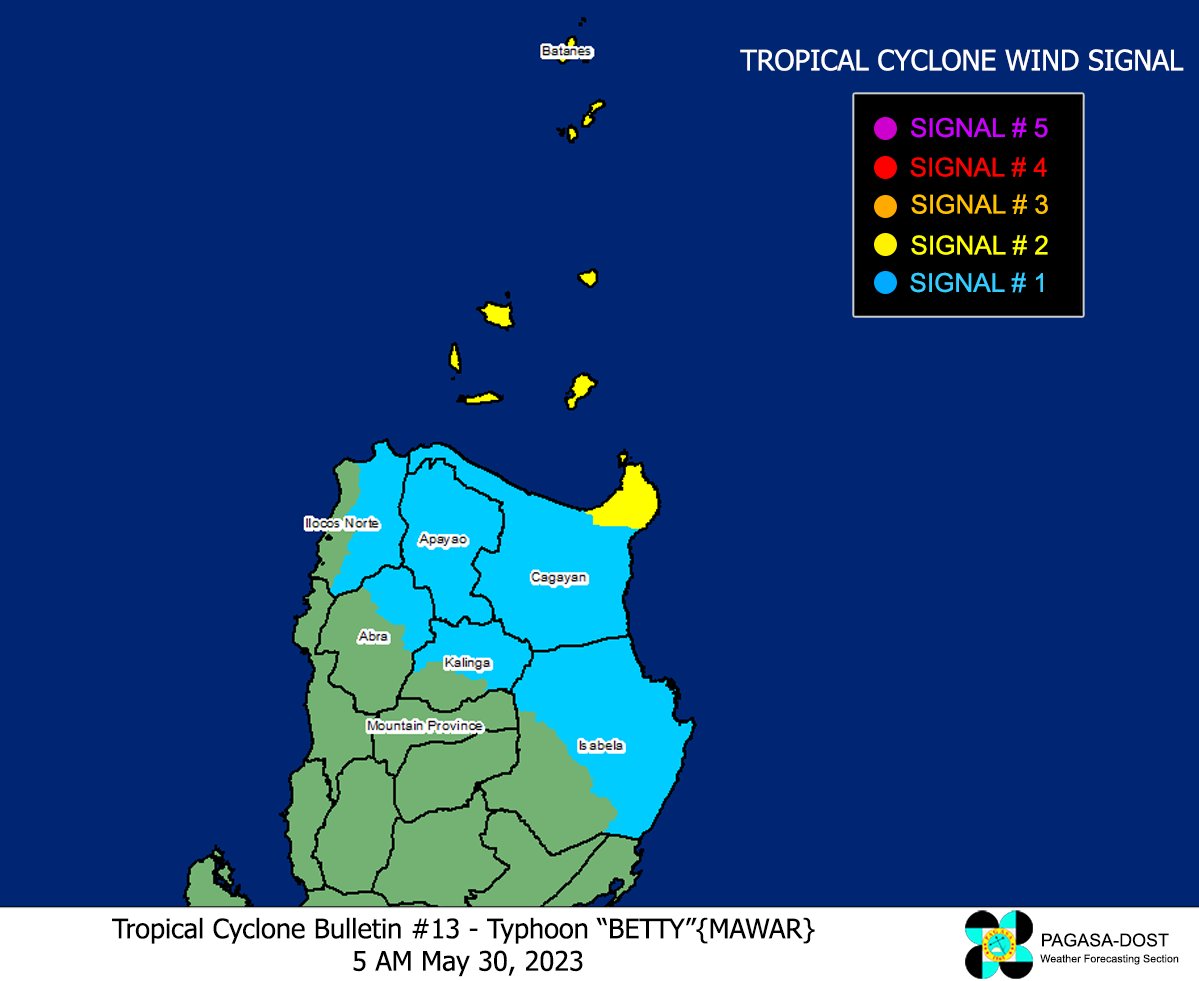 Batanes
TROPICAL CYCLONE WIND SIGNAL
SIGNAL # 5
SIGNAL # 4
SIGNAL # 3
SIGNAL # 2
SIGNAL # 1
Ilocos Norte
Apayao
Cagayan
Abra
Kalinga
Mountain Province
Isabela
Tropical Cyclone Bulletin #13 - Typhoon “BETTY”{MAWAR}
5 AM May 30, 2023
PAGASA-DOST
Weather Forecasting Section